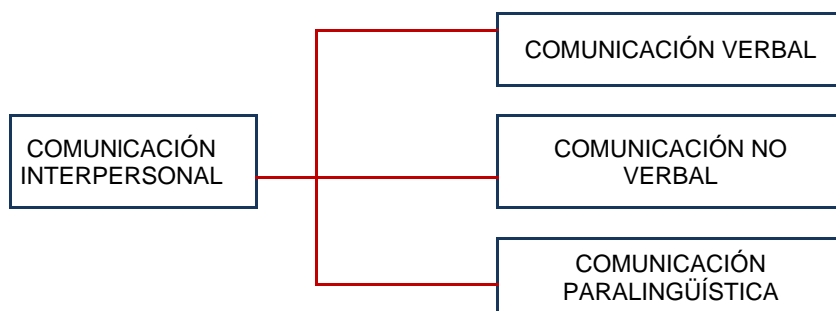 COMUNICACIÓN VERBAL
COMUNICACIÓN
INTERPERSONAL
COMUNICACIÓN NO
VERBAL
COMUNICACIÓN
PARALINGÜÍSTICA